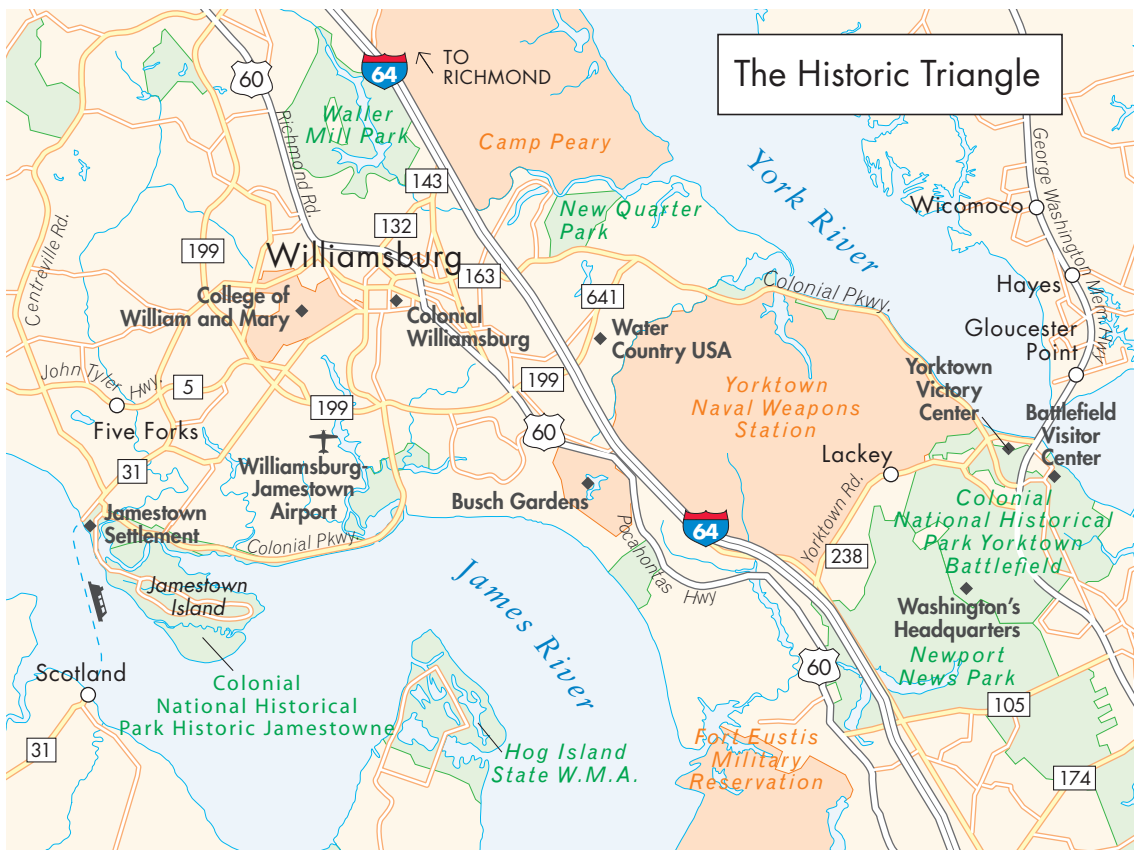 The Historic Triangle
TO
RICHMOND
64
60
Richmond Rd.
Waller
Mill Park
Camp Peary
143
York River
George Washington Mem. Hwy
Wicomoco
New Quarter
Park
132
199
Williamsburg
163
Centreville Rd.
College of
William and Mary
Colonial
Williamsburg
641
Water
Country USA
Colonial Pkwy.
Hayes
Gloucester
Point
Yorktown
Victory
Center
Battlefield
Visitor
Center
John Tyler Hwy.
5
199
199
Five Forks
60
Yorktown
Naval Weapons
Station
Lackey
31
Williamsburg-
Jamestown
Airport
Busch Gardens
Jamestown
Settlement
Colonial Pkwy.
Pocahontas Hwy
64
Yorktown Rd.
238
Colonial
National Historical
Park Yorktown
Battlefield
Jamestown
Island
James River
Washington's
Headquarters
Newport
News Park
Scotland
Colonial
National Historical
Park Historic Jamestowne
60
105
31
Hog Island
State W.M.A.
Fort Eustis
Military
Reservation
174